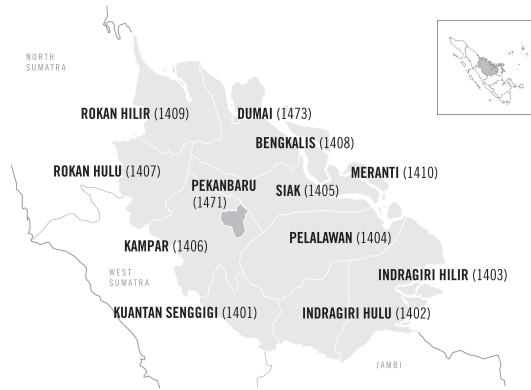 NORTH
SUMATRA
ROKAN HILIR (1409)
DUMAI (1473)
BENGKALIS (1408)
ROKAN HULU (1407)
MERANTI (1410)
PEKANBARU
(1471)
SIAK (1405)
KAMPAR (1406)
PELALAWAN (1404)
WEST
SUMATRA
INDRAGIRI HILIR (1403)
KUANTAN SENGGIGI (1401)
INDRAGIRI HULU (1402)
JAMBI